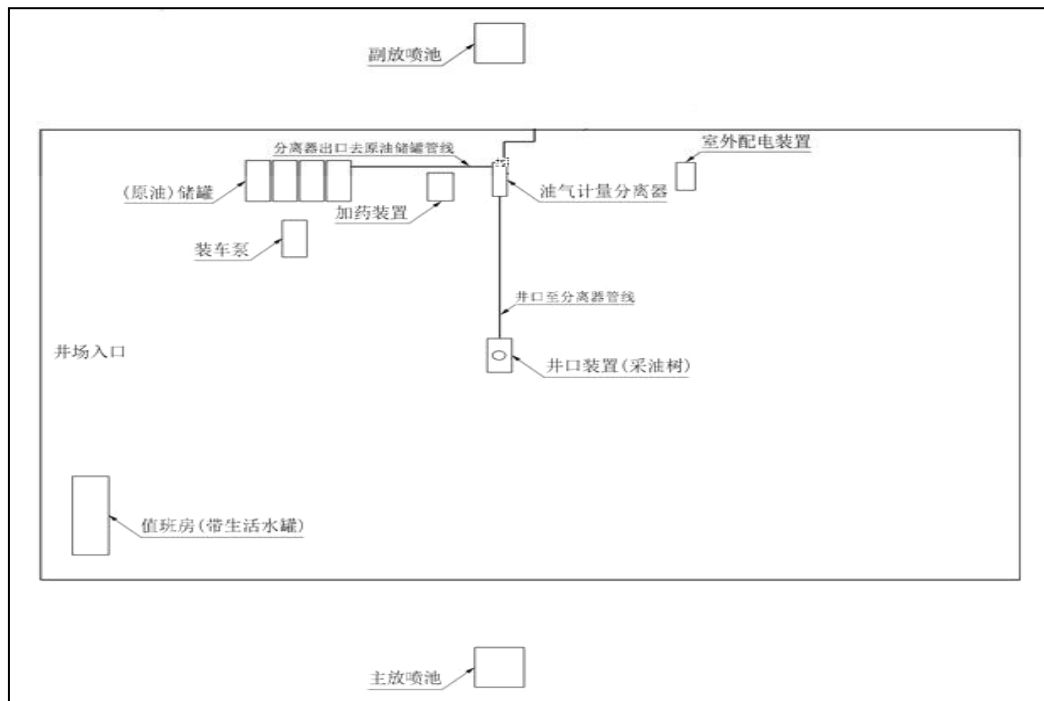 副放喷池
分离器出口去原油储罐管线
室外配电装置
(原油)储罐
加药装置
油气计量分离器
装车泵
井口至分离器管线
井场入口
井口装置(采油树)
值班房(带生活水罐)
主放喷池